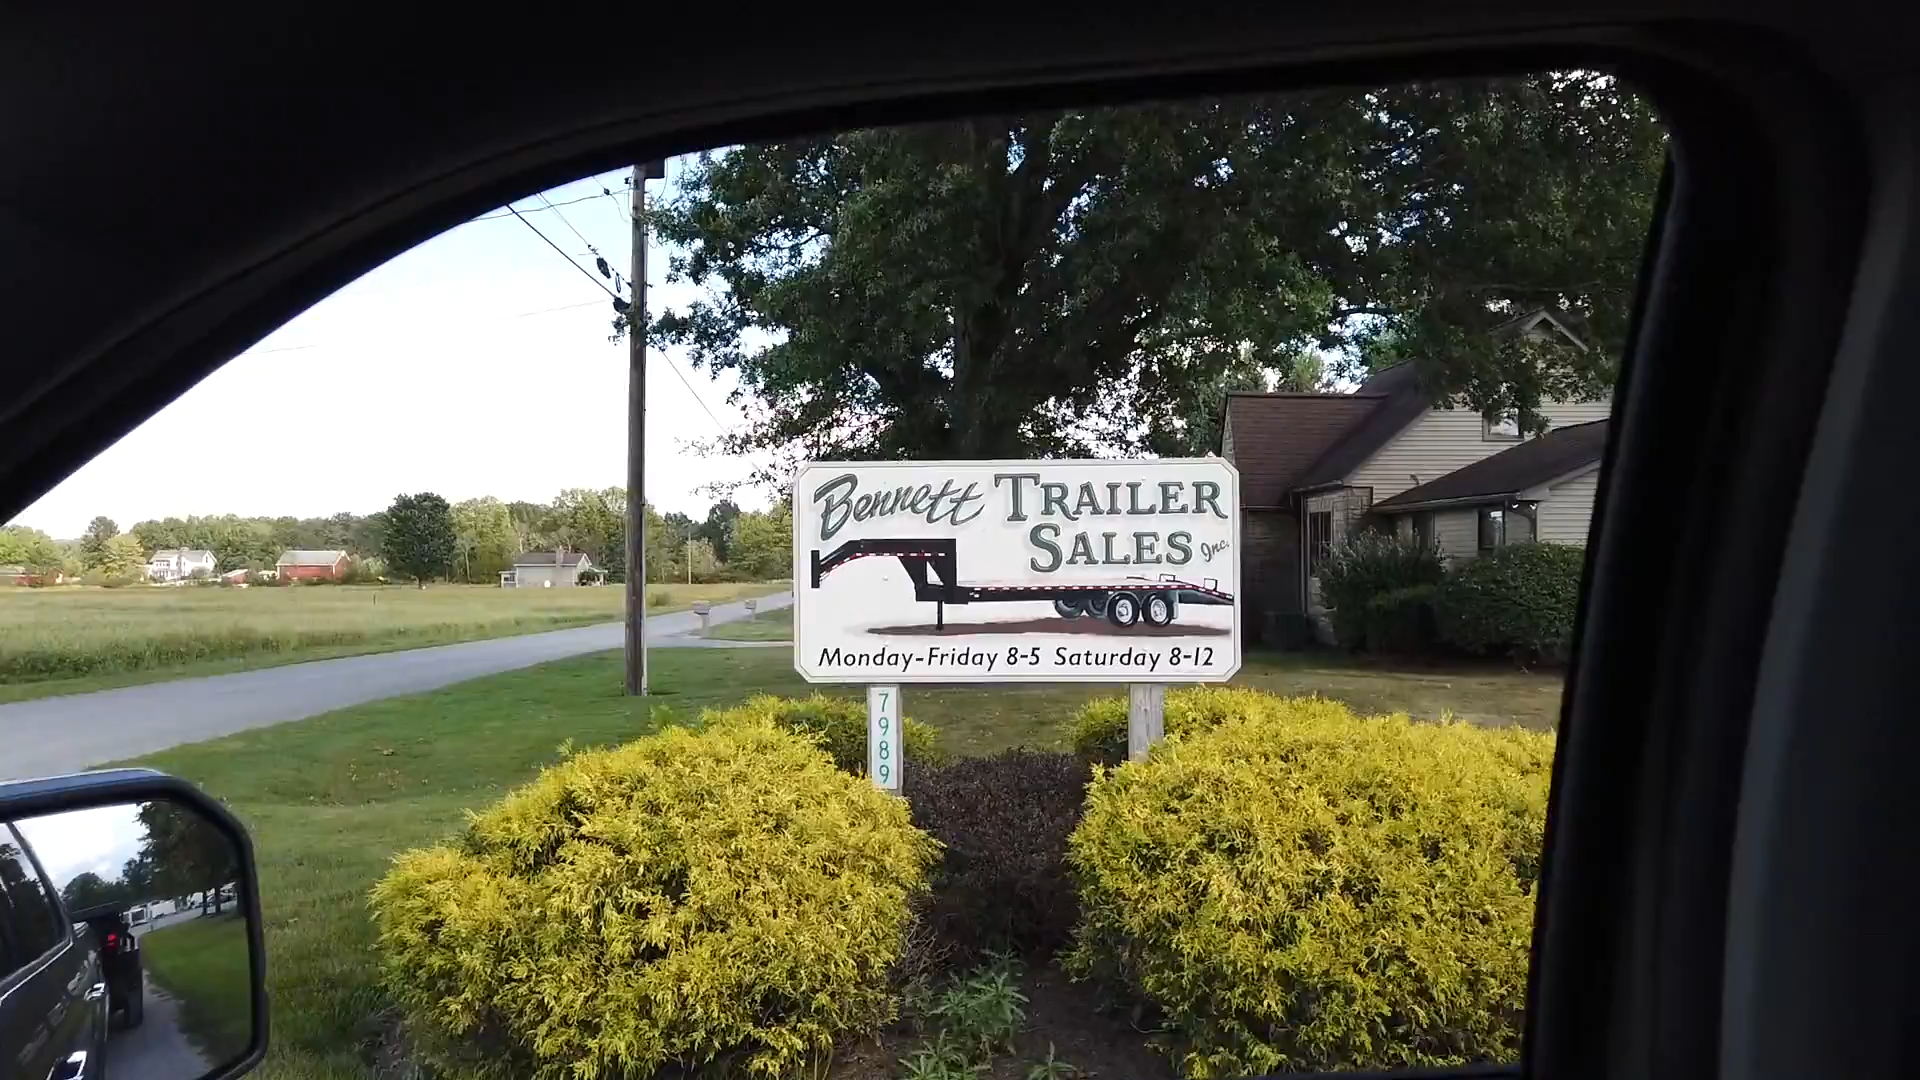 Bennett TRAILER
SALES Inc.
Monday-Friday 8-5 Saturday 8-12
7989